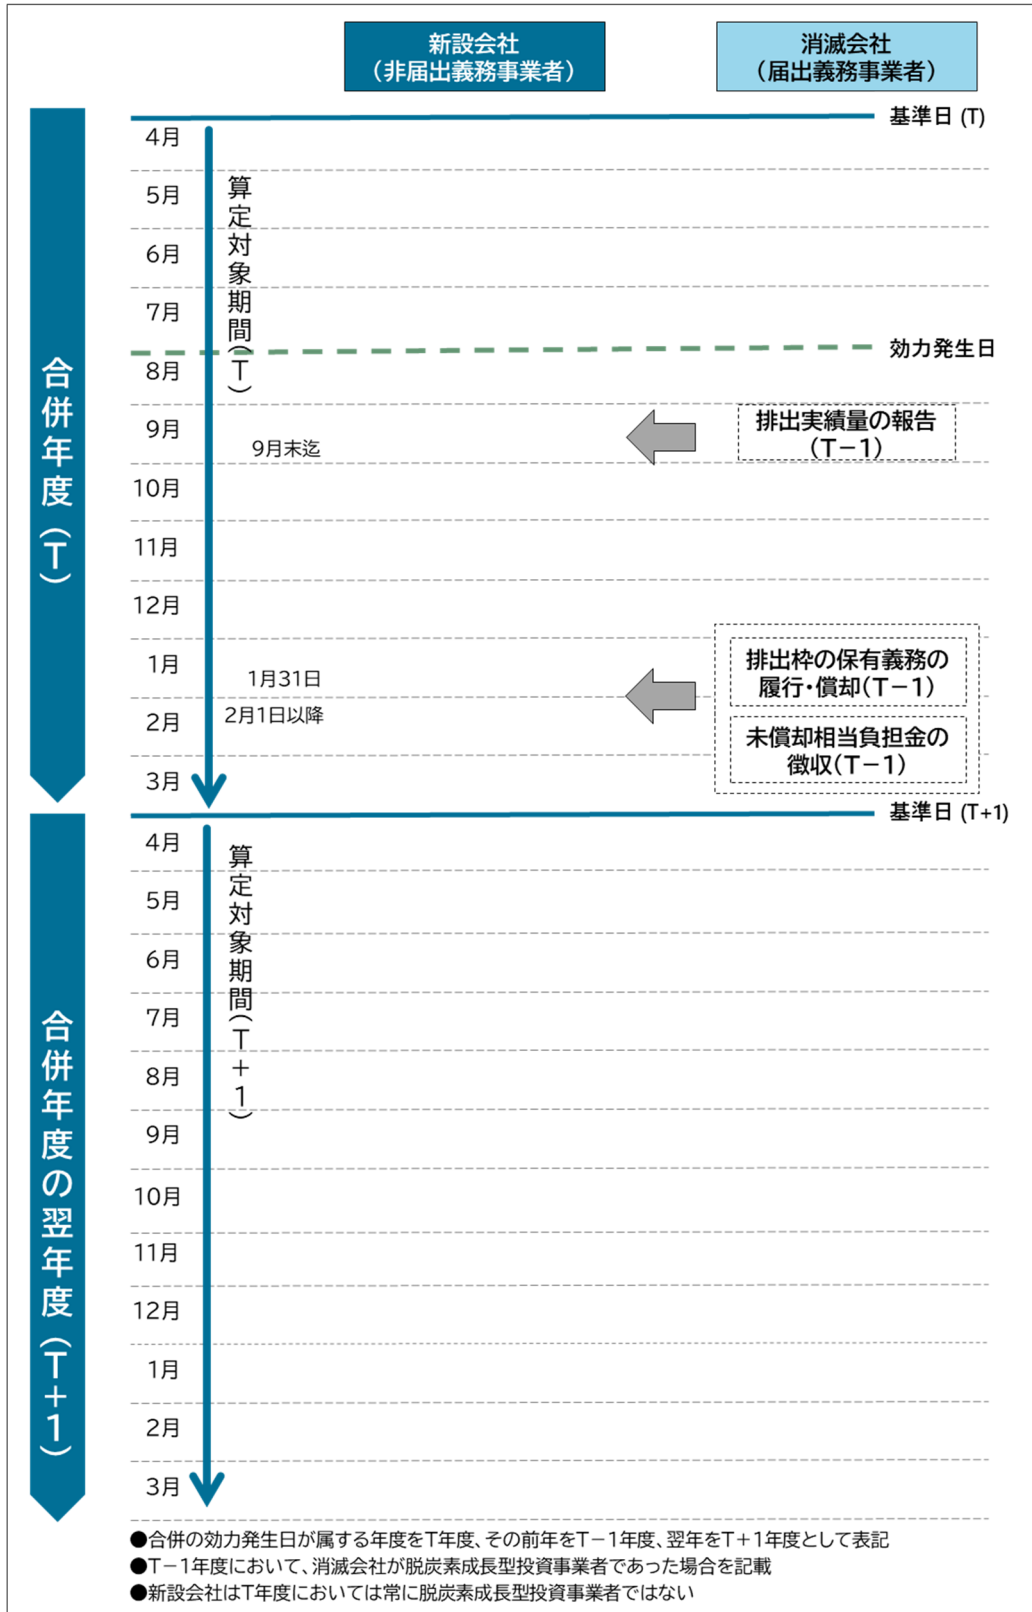 新設会社
（非届出義務事業者）
消滅会社
（届出義務事業者）
基準日 (T)
合併年度（T）
4月
5月
6月
7月
8月
9月
10月
11月
12月
1月
2月
3月
算定対象期間（T）
効力発生日
9月末迄
排出実績量の報告
（T－1）
1月31日
2月1日以降
排出枠の保有義務の
履行・償却（T－1）
未償却相当負担金の
徴収（T－1）
基準日 (T+1)
合併年度の翌年度（T＋1）
4月
5月
6月
7月
8月
9月
10月
11月
12月
1月
2月
3月
算定対象期間（T＋1）
●合併の効力発生日が属する年度をT年度、その前年をT－1年度、翌年をT＋1年度として表記
●T－1年度において、消滅会社が脱炭素成長型投資事業者であった場合を記載
●新設会社はT年度においては常に脱炭素成長型投資事業者ではない